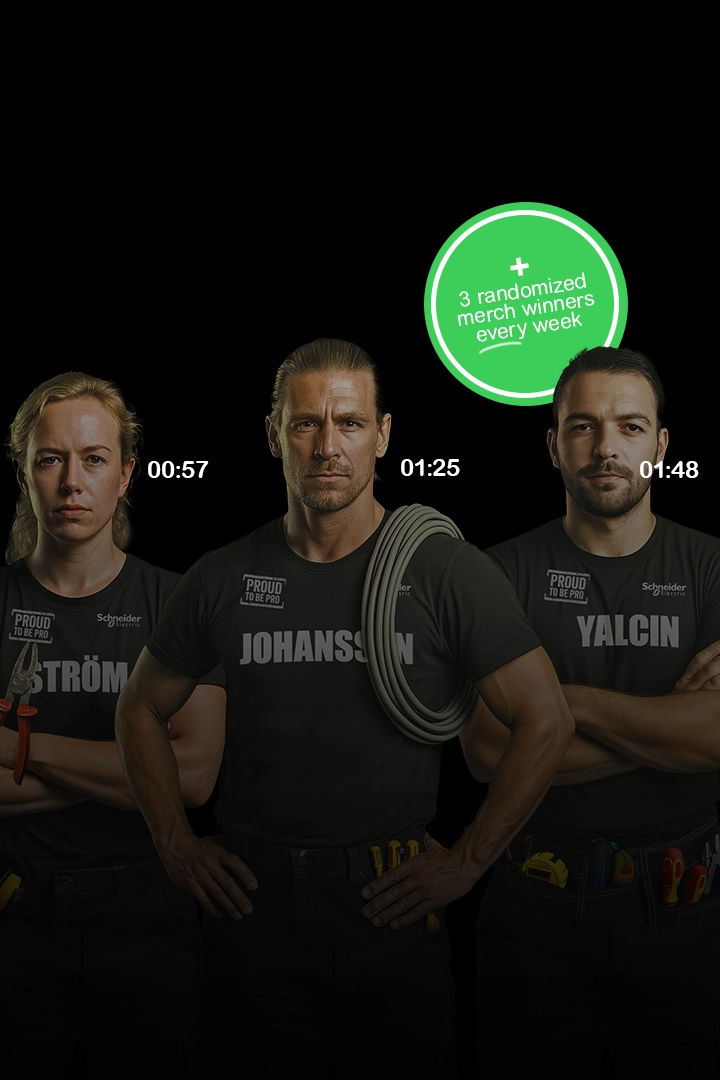 +
3 randomized
merch winners
every week
00:57
01:25
01:48
PROUD
TO BE PRO
Schneider
Electric
STRÖM
PROUD
TO BE PRO
JOHANSS N
PROUD
TO BE PRO
Schneider
Electric
YALCIN